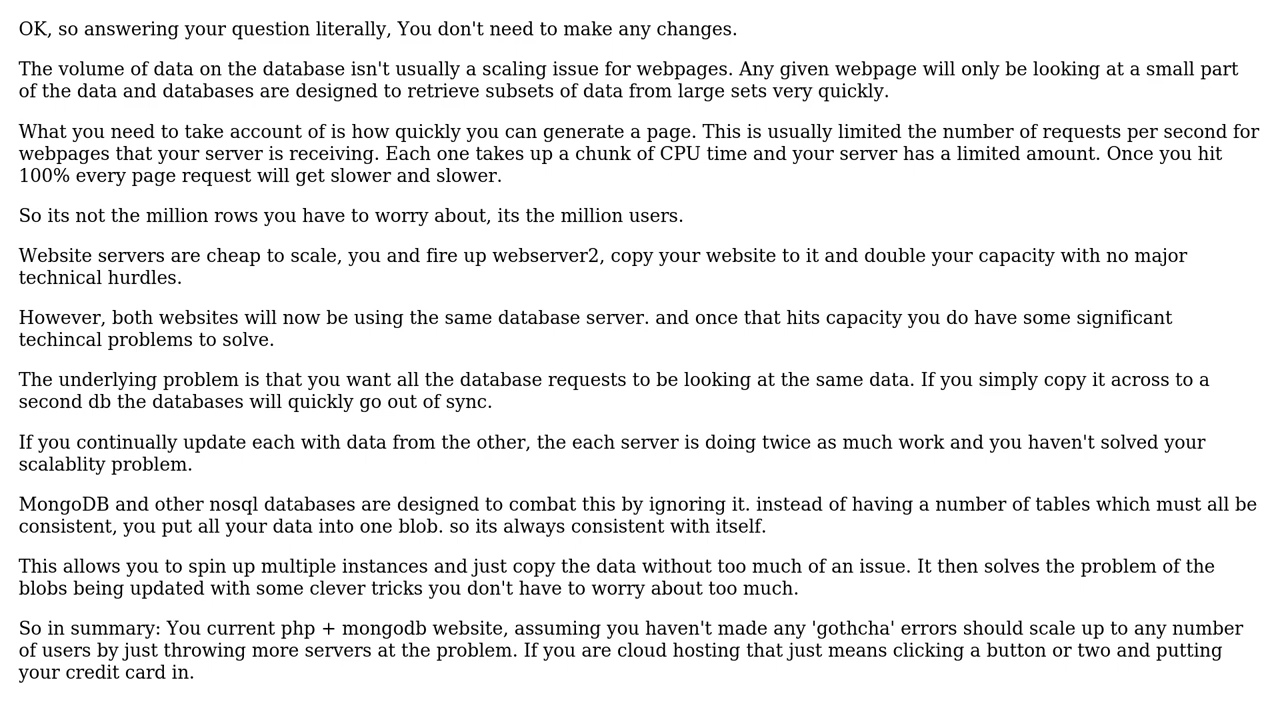 OK, so answering your question literally, You don't need to make any changes.
The volume of data on the database isn't usually a scaling issue for webpages. Any given webpage will only be looking at a small part
of the data and databases are designed to retrieve subsets of data from large sets very quickly.
What you need to take account of is how quickly you can generate a page. This is usually limited the number of requests per second for
webpages that your server is receiving. Each one takes up a chunk of CPU time and your server has a limited amount. Once you hit
100% every page request will get slower and slower.
So its not the million rows you have to worry about, its the million users.
Website servers are cheap to scale, you and fire up webserver2, copy your website to it and double your capacity with no major
technical hurdles.
However, both websites will now be using the same database server. and once that hits capacity you do have some significant
techincal problems to solve.
The underlying problem is that you want all the database requests to be looking at the same data. If you simply copy it across to a
second db the databases will quickly go out of sync.
If you continually update each with data from the other, the each server is doing twice as much work and you haven't solved your
scalablity problem.
MongoDB and other nosql databases are designed to combat this by ignoring it. instead of having a number of tables which must all be
consistent, you put all your data into one blob. so its always consistent with itself.
This allows you to spin up multiple instances and just copy the data without too much of an issue. It then solves the problem of the
blobs being updated with some clever tricks you don't have to worry about too much.
So in summary: You current php + mongodb website, assuming you haven't made any 'gothcha' errors should scale up to any number
of users by just throwing more servers at the problem. If you are cloud hosting that just means clicking a button or two and putting
your credit card in.